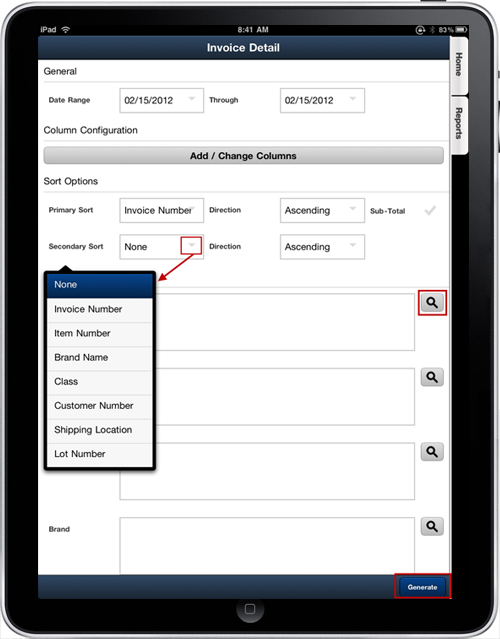 iPad 8:41 AM 83%
Invoice Detail
Home
Reports
General
Date Range 02/15/2012 Through 02/15/2012
Column Configuration
Add / Change Columns
Sort Options
Primary Sort Invoice Number Direction Ascending Sub-Total
Secondary Sort None Direction Ascending
None
Invoice Number
Item Number
Brand Name
Class
Customer Number
Shipping Location
Lot Number
Brand
Generate